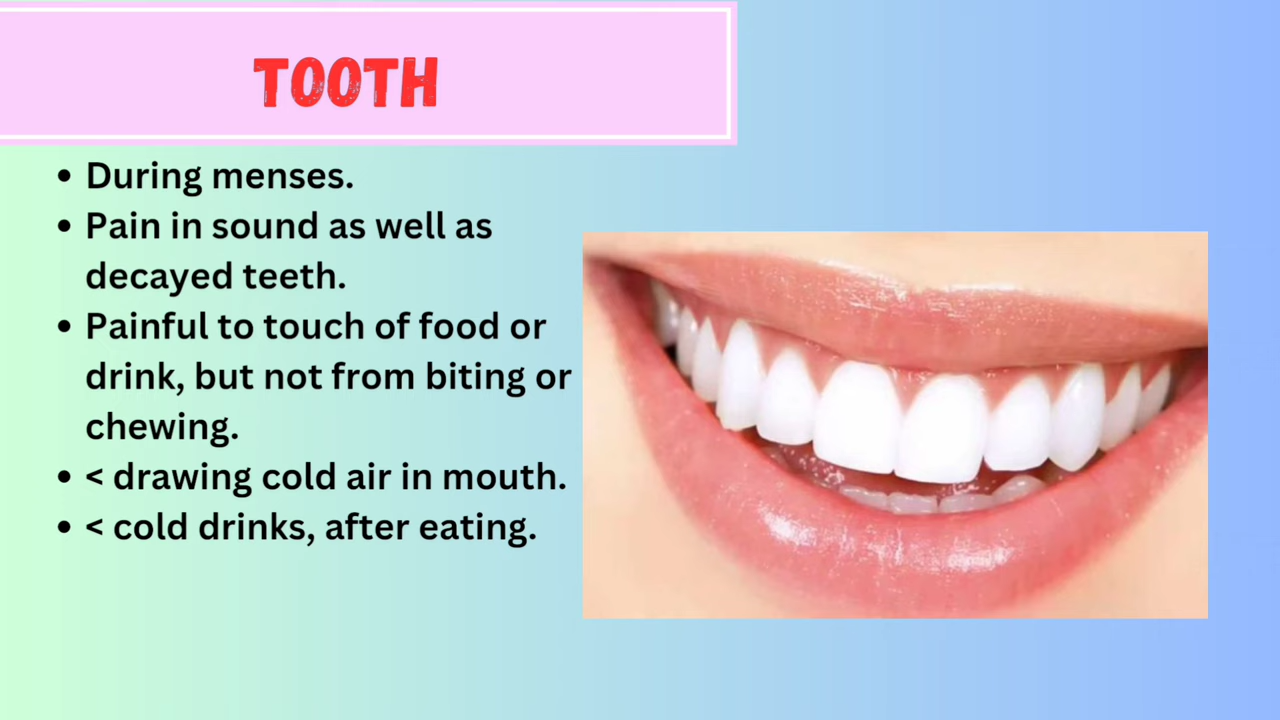 TOOTH
• During menses.
• Pain in sound as well as
decayed teeth.
• Painful to touch of food or
drink, but not from biting or
chewing.
• < drawing cold air in mouth.
• < cold drinks, after eating.